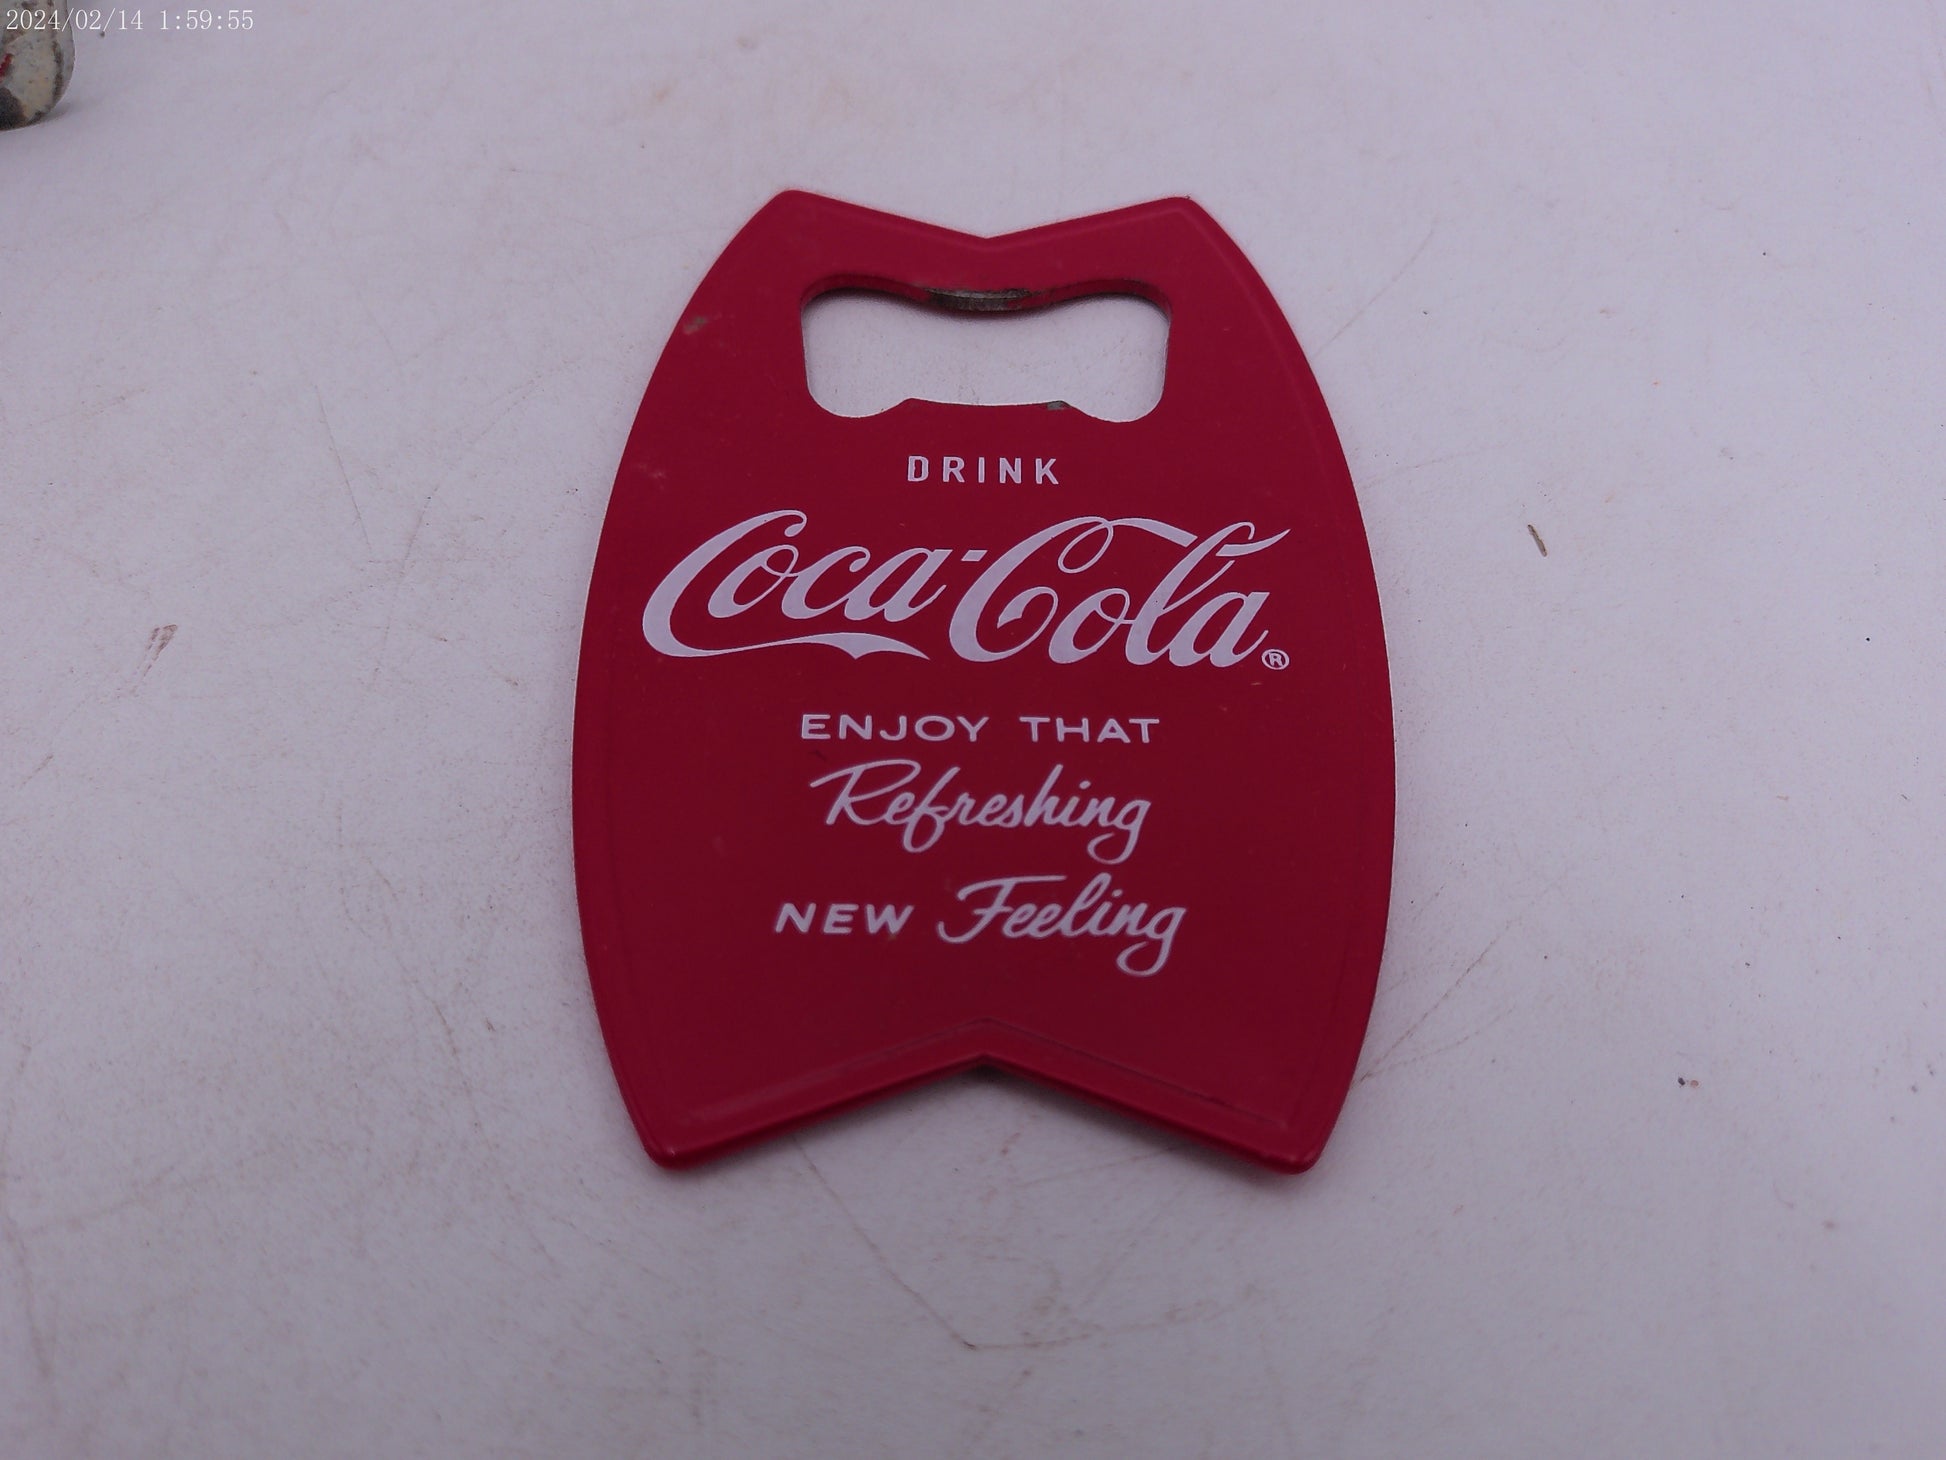 2024/02/14 1:59:55
DRINK
Coca-Cola®
ENJOY THAT
Refreshing
NEW Feeling